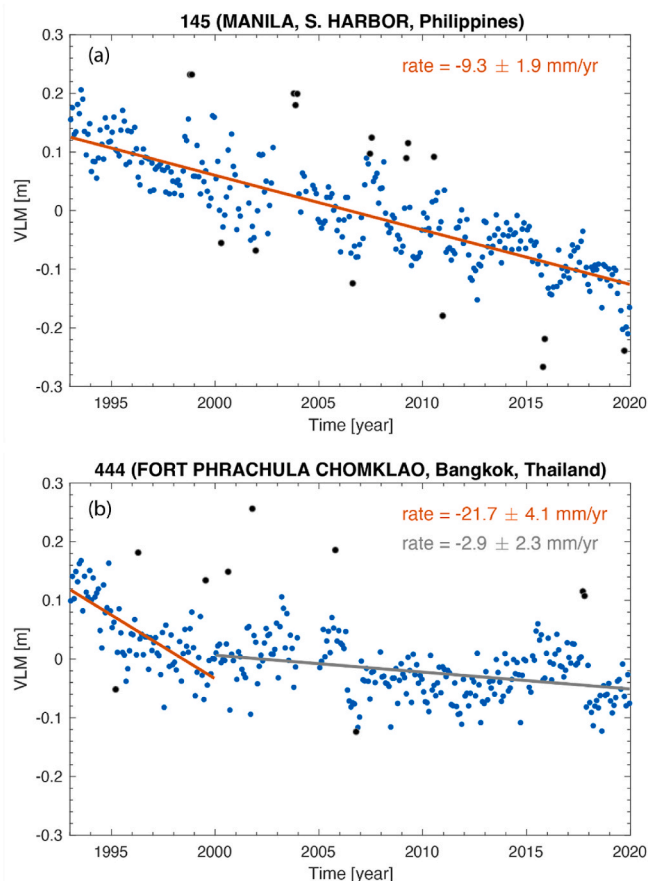 145 (MANILA, S. HARBOR, Philippines)
(a)
rate = -9.3 ± 1.9 mm/yr
VLM [m]
0.3
0.2
0.1
0
-0.1
-0.2
-0.3
1995 2000 2005 2010 2015 2020
Time [year]
444 (FORT PHRACHULA CHOMKLAO, Bangkok, Thailand)
(b)
rate = -21.7 ± 4.1 mm/yr
rate = -2.9 ± 2.3 mm/yr
VLM [m]
0.3
0.2
0.1
0
-0.1
-0.2
-0.3
1995 2000 2005 2010 2015 2020
Time [year]